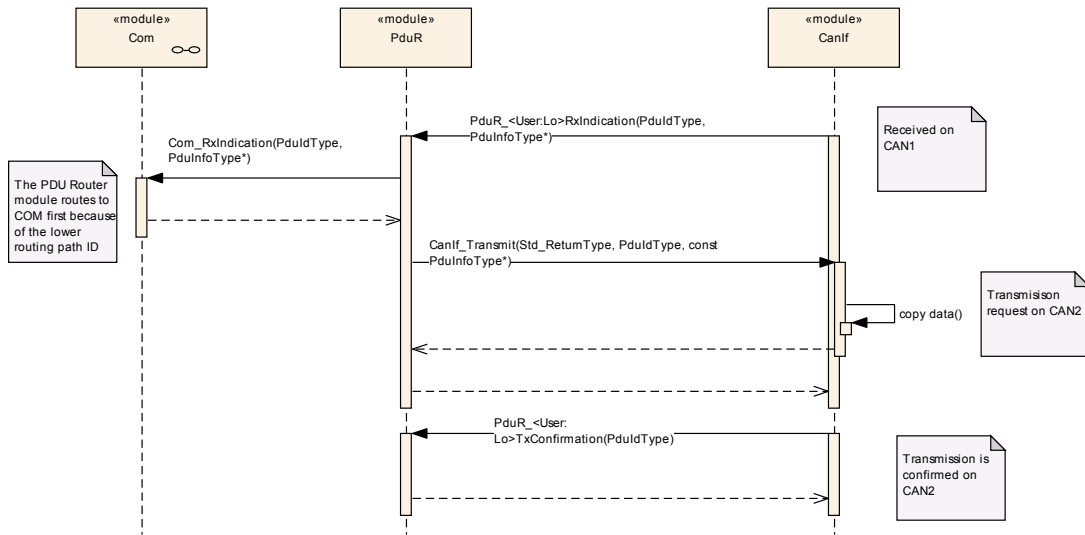 «module»
Com
«module»
PduR
«module»
CanIf
PduR_<User:Lo>RxIndication(PduIdType,
PduInfoType*)
Received on
CAN1
Com_RxIndication(PduIdType,
PduInfoType*)
The PDU Router
module routes to
COM first because
of the lower
routing path ID
CanIf_Transmit(Std_ReturnType, PduIdType, const
PduInfoType*)
Transmisison
request on CAN2
copy data()
PduR_<User:
Lo>TxConfirmation(PduIdType)
Transmission is
confirmed on
CAN2